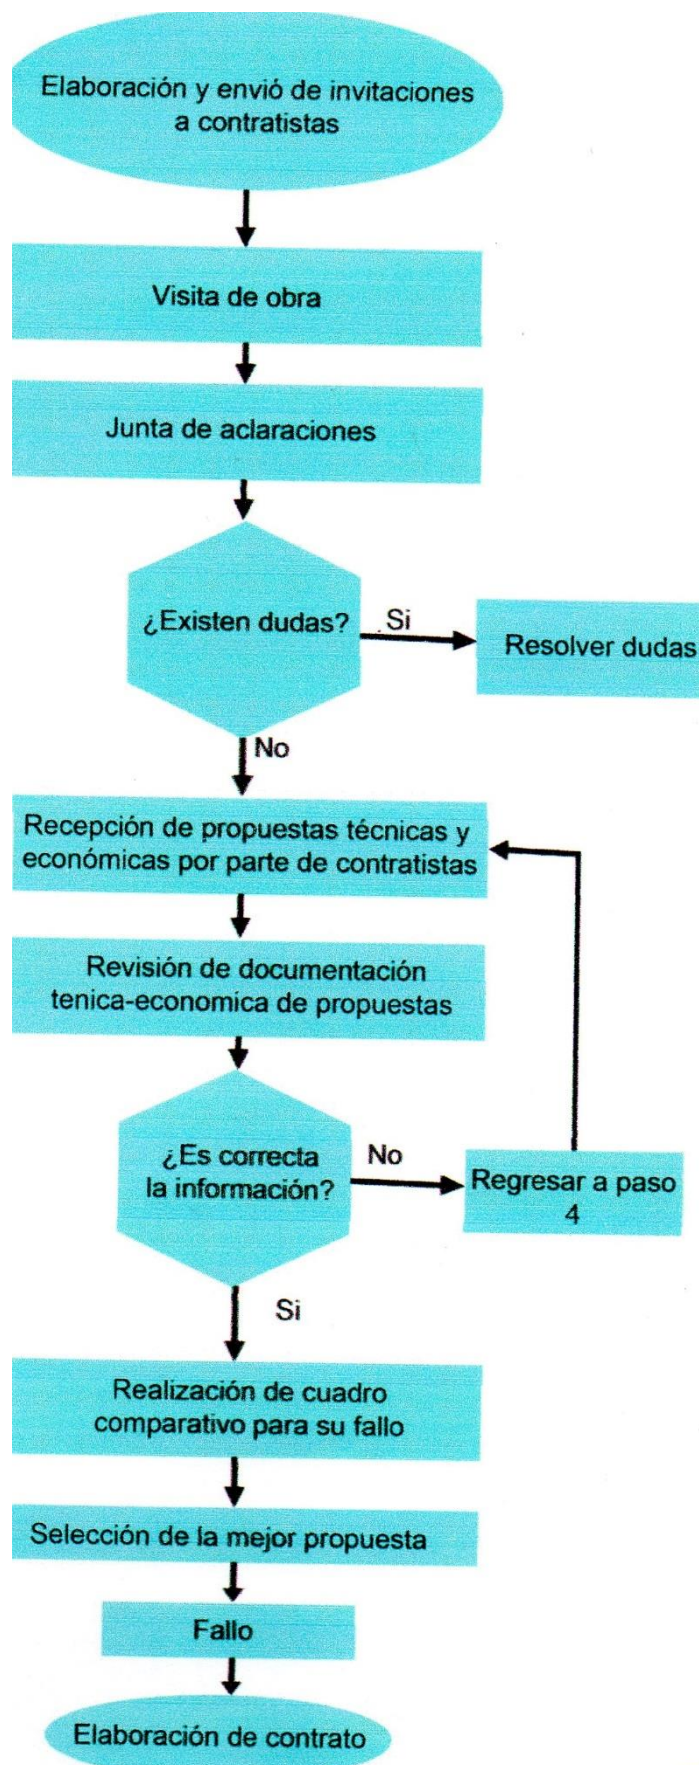 Elaboración y envió de invitaciones
a contratistas
Visita de obra
Junta de aclaraciones
¿Existen dudas?
Si
Resolver dudas
No
Recepción de propuestas técnicas y
económicas por parte de contratistas
Revisión de documentación
tenica-economica de propuestas
¿Es correcta
la información?
No
Regresar a paso
4
Si
Realización de cuadro
comparativo para su fallo
Selección de la mejor propuesta
Fallo
Elaboración de contrato